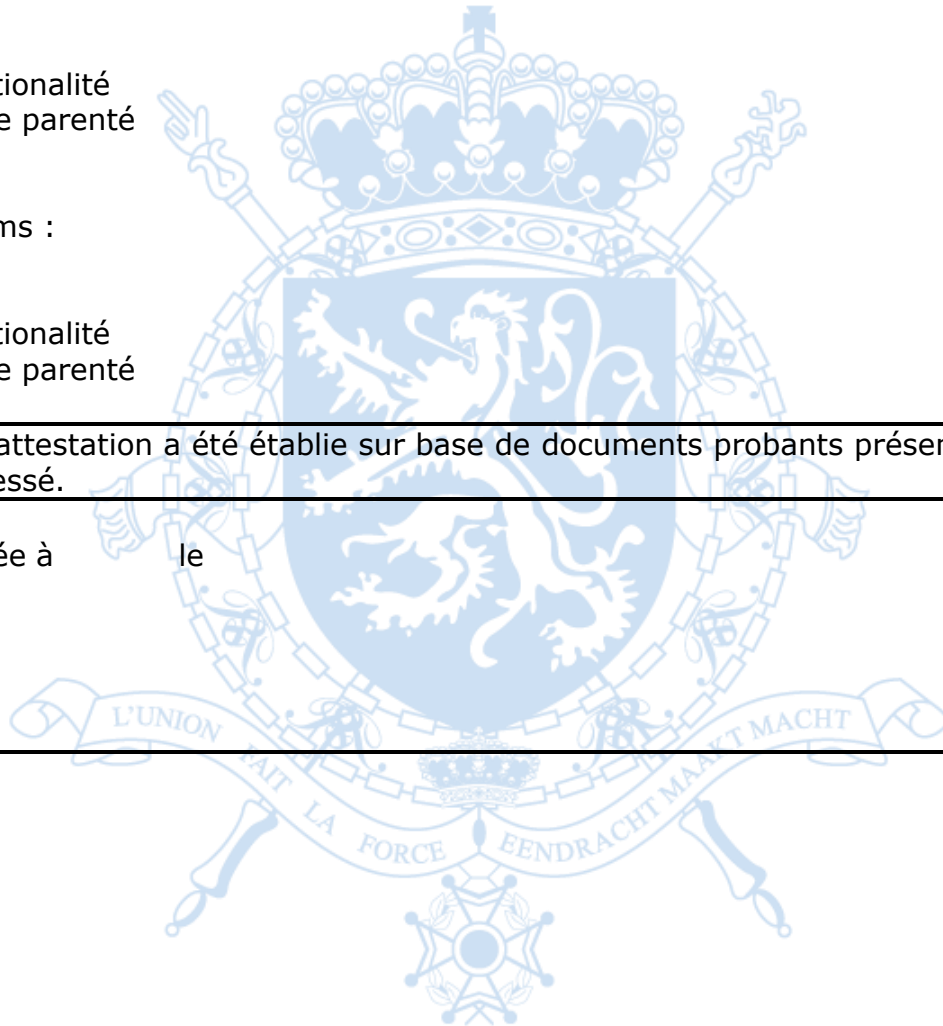 tionalité
e parenté
ms :
tionalité
e parenté
attestation a été établie sur base de documents probants présen
essé.
ée à le
L'UNION FAIT LA FORCE EENDRACHT MAAKT MACHT